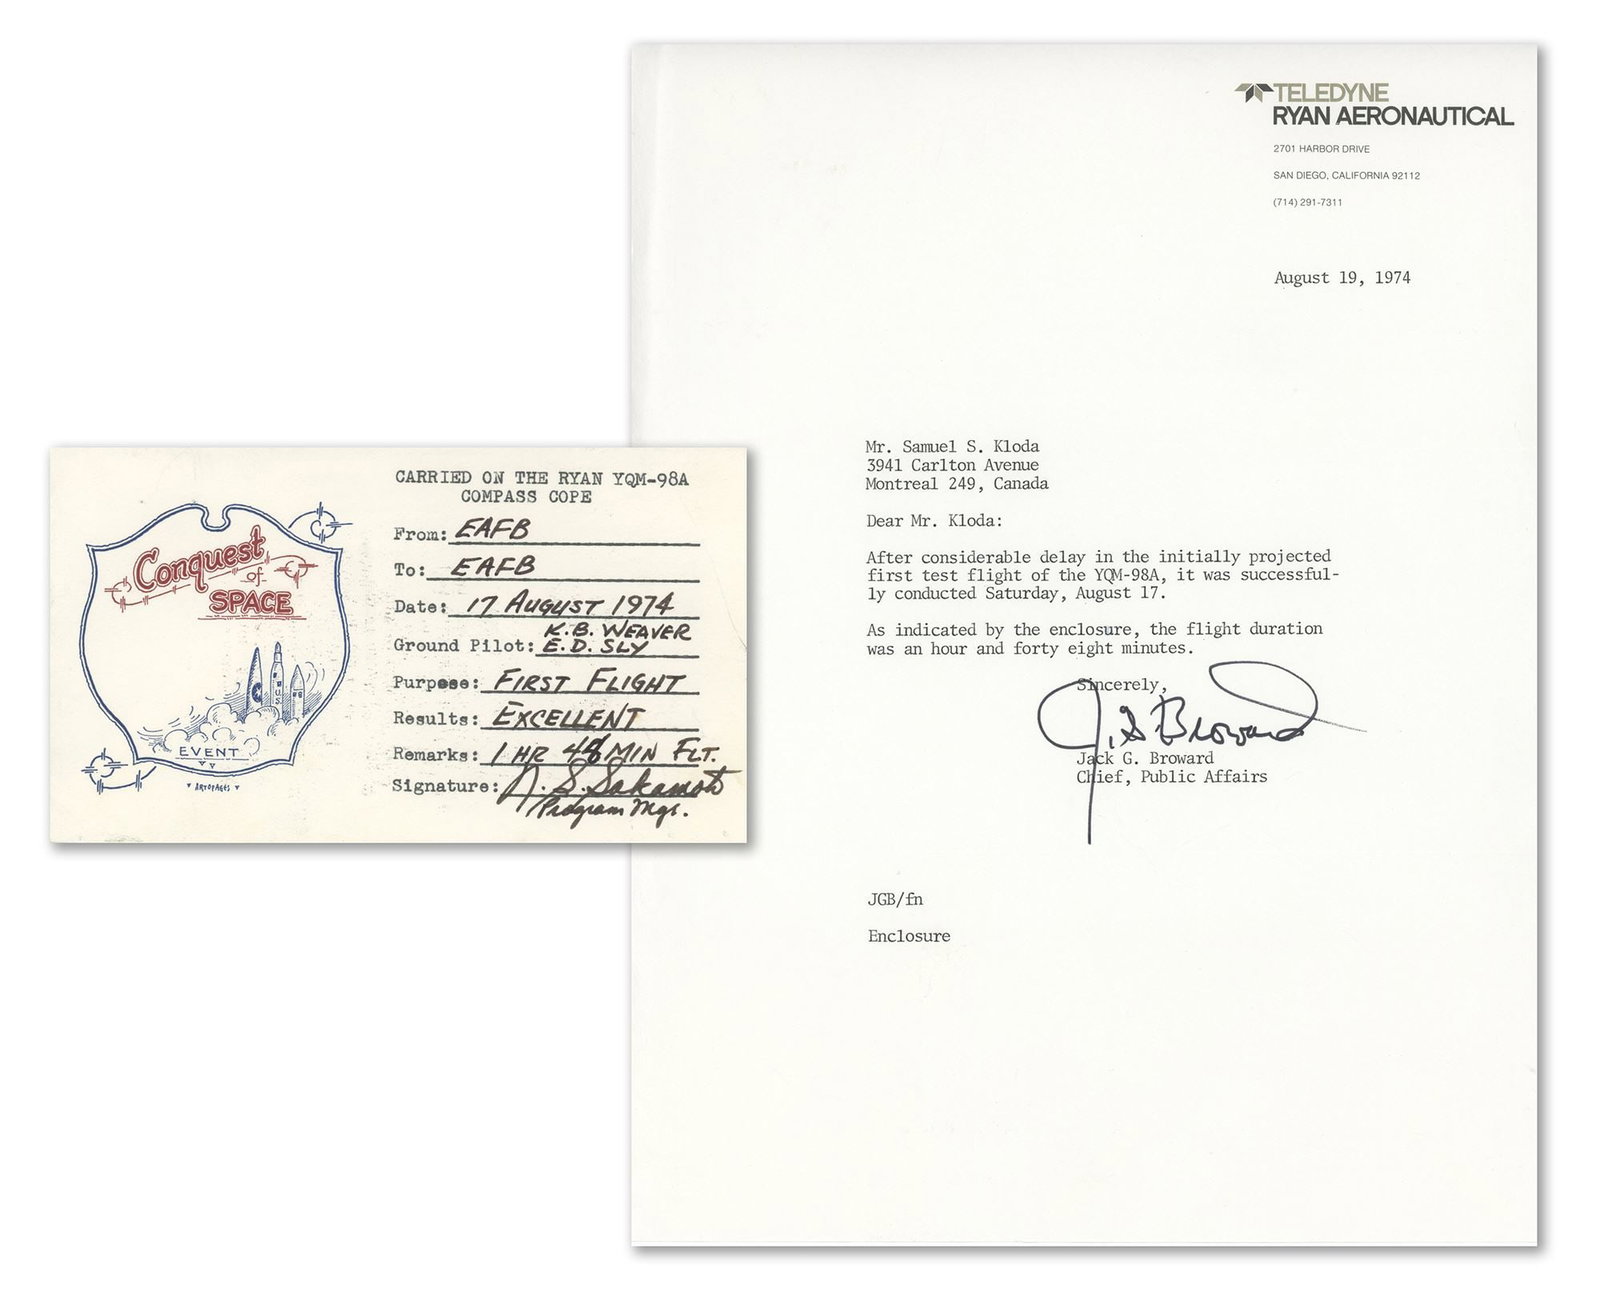 Conquest
of
SPACE
US
EVENT
ARTOPAGES
CARRIED ON THE RYAN YQM-98A
COMPASS COPE
From: EAFB
To: EAFB
Date: 17 AUGUST 1974
K.B. WEAVER
Ground Pilot: E.D. SLY
Purpose: FIRST FLIGHT
Results: EXCELLENT
Remarks: 1 HR 48 MIN FLT.
Signature: N. S. Sakamoto
Program Mgr.
TELEDYNE
RYAN AERONAUTICAL
2701 HARBOR DRIVE
SAN DIEGO, CALIFORNIA 92112
(714) 291-7311
August 19, 1974
Mr. Samuel S. Kloda
3941 Carlton Avenue
Montreal 249, Canada
Dear Mr. Kloda:
After considerable delay in the initially projected
first test flight of the YQM-98A, it was successful-
ly conducted Saturday, August 17.
As indicated by the enclosure, the flight duration
was an hour and forty eight minutes.
Sincerely,
J. G. Broward
Jack G. Broward
Chief, Public Affairs
JGB/fn
Enclosure